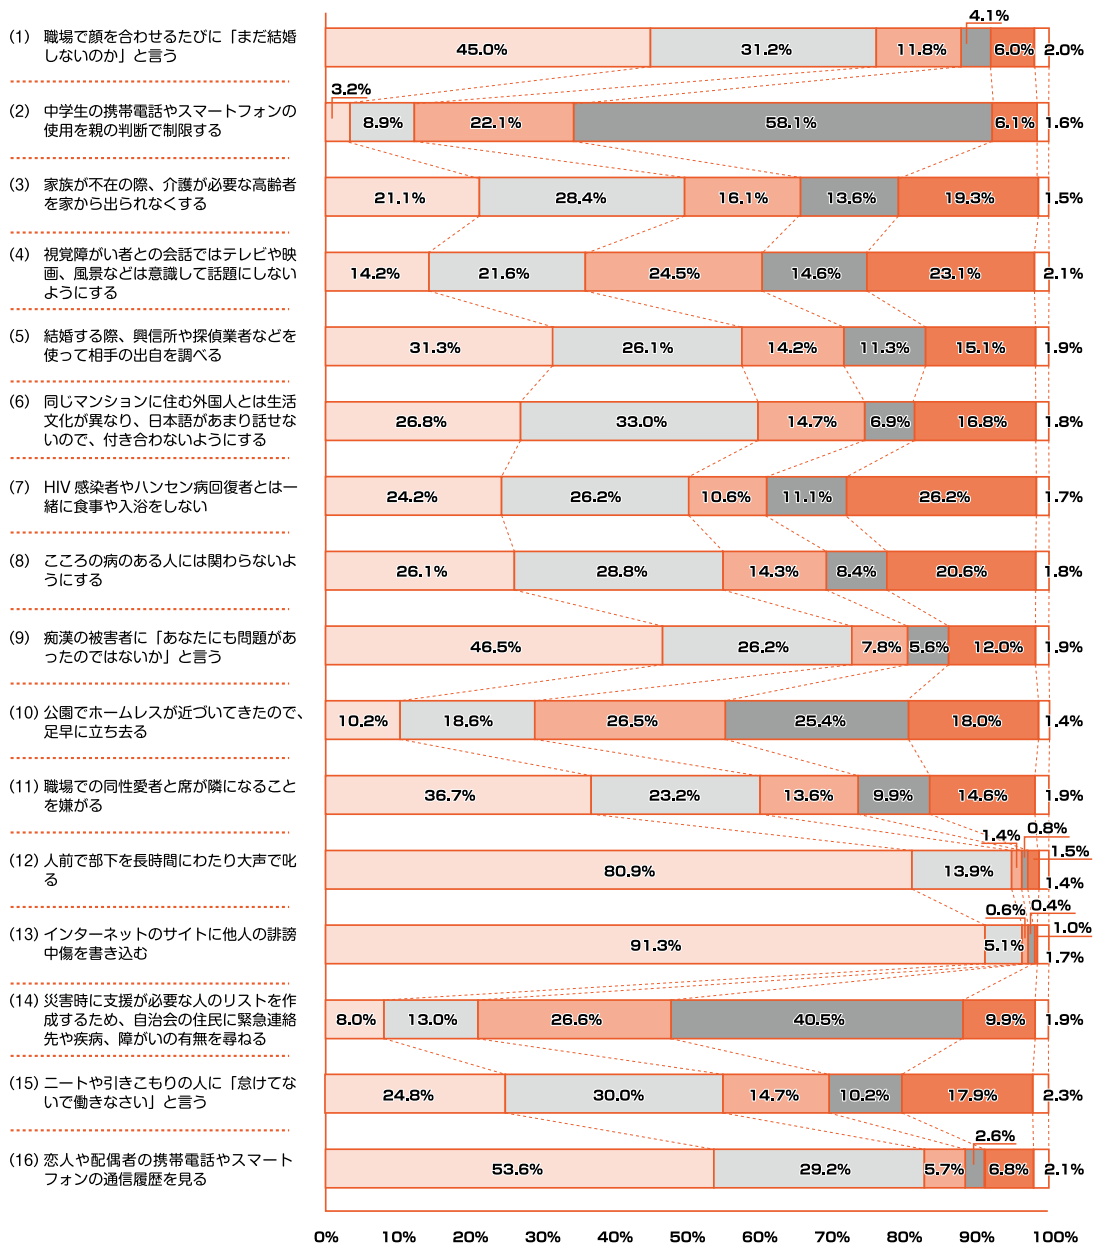 (1) 職場で顔を合わせるたびに「まだ結婚
しないのか」と言う
45.0% 31.2% 11.8% 4.1% 6.0% 2.0%
(2) 中学生の携帯電話やスマートフォンの
使用を親の判断で制限する
3.2% 8.9% 22.1% 58.1% 6.1% 1.6%
(3) 家族が不在の際、介護が必要な高齢者
を家から出られなくする
21.1% 28.4% 16.1% 13.6% 19.3% 1.5%
(4) 視覚障がい者との会話ではテレビや映
画、風景などは意識して話題にしない
ようにする
14.2% 21.6% 24.5% 14.6% 23.1% 2.1%
(5) 結婚する際、興信所や探偵業者などを
使って相手の出自を調べる
31.3% 26.1% 14.2% 11.3% 15.1% 1.9%
(6) 同じマンションに住む外国人とは生活
文化が異なり、日本語があまり話せな
いので、付き合わないようにする
26.8% 33.0% 14.7% 6.9% 16.8% 1.8%
(7) HIV 感染者やハンセン病回復者とは一
緒に食事や入浴をしない
24.2% 26.2% 10.6% 11.1% 26.2% 1.7%
(8) こころの病のある人には関わらないよ
うにする
26.1% 28.8% 14.3% 8.4% 20.6% 1.8%
(9) 痴漢の被害者に「あなたにも問題があ
ったのではないか」と言う
46.5% 26.2% 7.8% 5.6% 12.0% 1.9%
(10) 公園でホームレスが近づいてきたので、
足早に立ち去る
10.2% 18.6% 26.5% 25.4% 18.0% 1.4%
(11) 職場での同性愛者と席が隣になること
を嫌がる
36.7% 23.2% 13.6% 9.9% 14.6% 1.9%
(12) 人前で部下を長時間にわたり大声で叱
る
80.9% 13.9% 1.4% 0.8% 1.5% 1.4%
(13) インターネットのサイトに他人の誹謗
中傷を書き込む
91.3% 5.1% 0.6% 0.4% 1.0% 1.7%
(14) 災害時に支援が必要な人のリストを作
成するため、自治会の住民に緊急連絡
先や疾病、障がいの有無を尋ねる
8.0% 13.0% 26.6% 40.5% 9.9% 1.9%
(15) ニートや引きこもりの人に「怠けてな
いで働きなさい」と言う
24.8% 30.0% 14.7% 10.2% 17.9% 2.3%
(16) 恋人や配偶者の携帯電話やスマート
フォンの通信履歴を見る
53.6% 29.2% 5.7% 2.6% 6.8% 2.1%
0% 10% 20% 30% 40% 50% 60% 70% 80% 90% 100%